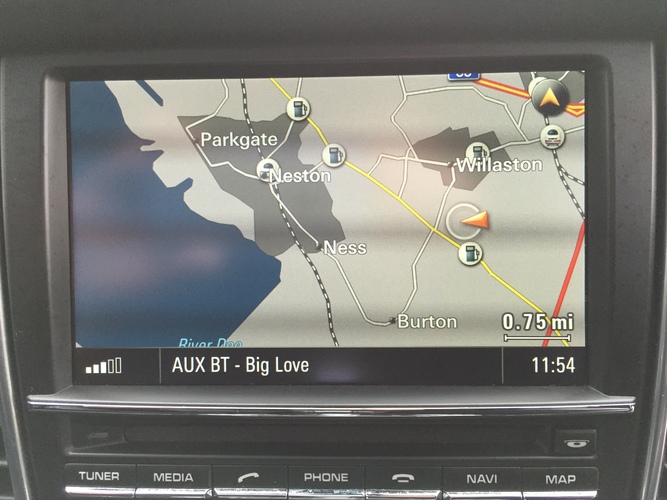 Parkgate
Neston
Willaston
Ness
Burton
0.75 mi
River Dee
AUX BT - Big Love
11:54
TUNER
MEDIA
PHONE
NAVI
MAP